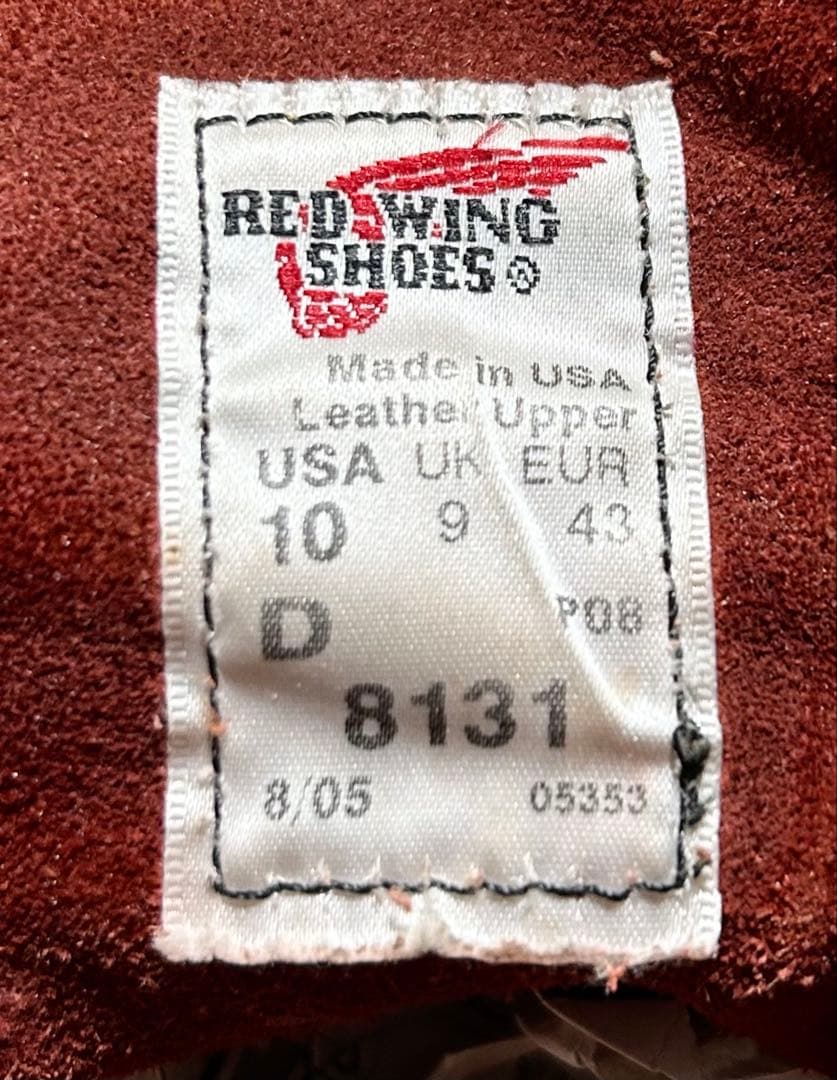 RED WING
SHOES ®
Made in USA
Leather Upper
USA UK EUR
10 9 43
D P08
8131
8/05 05353